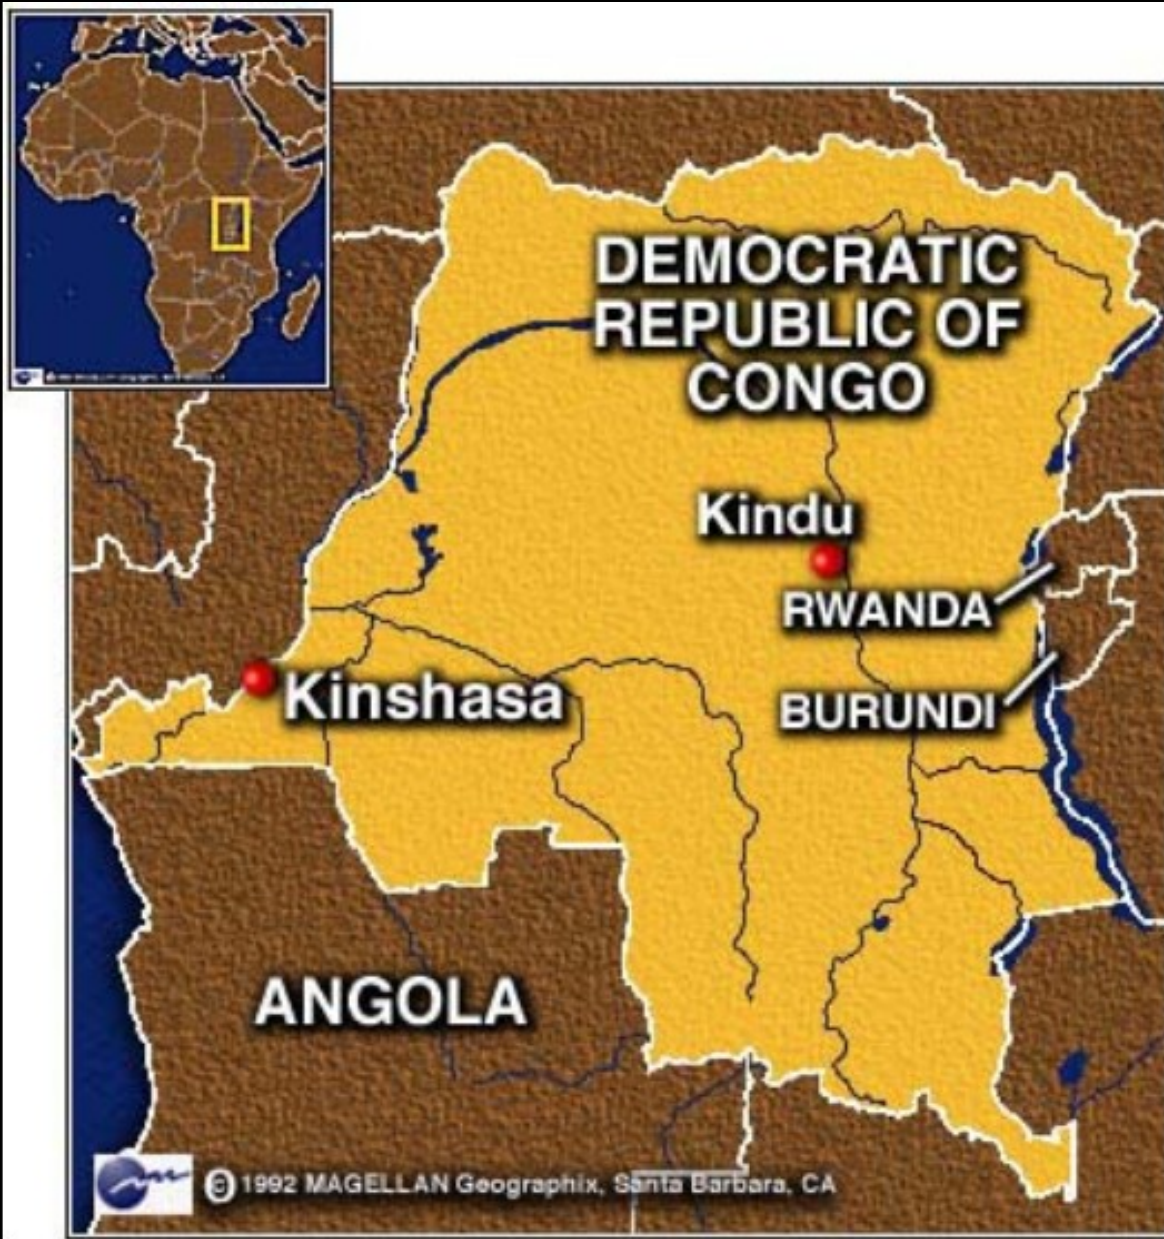 DEMOCRATIC
REPUBLIC OF
CONGO
Kindu
RWANDA
Kinshasa
BURUNDI
ANGOLA
© 1992 MAGELLAN Geographix, Santa Barbara, CA